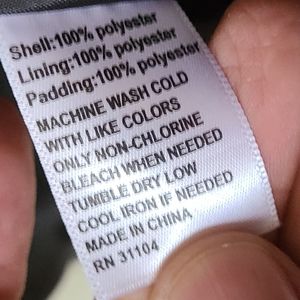 Shell:100% polyester
Lining:100% polyester
Padding:100% polyester
MACHINE WASH COLD
WITH LIKE COLORS
ONLY NON-CHLORINE
BLEACH WHEN NEEDED
TUMBLE DRY LOW
COOL IRON IF NEEDED
MADE IN CHINA
RN 31104